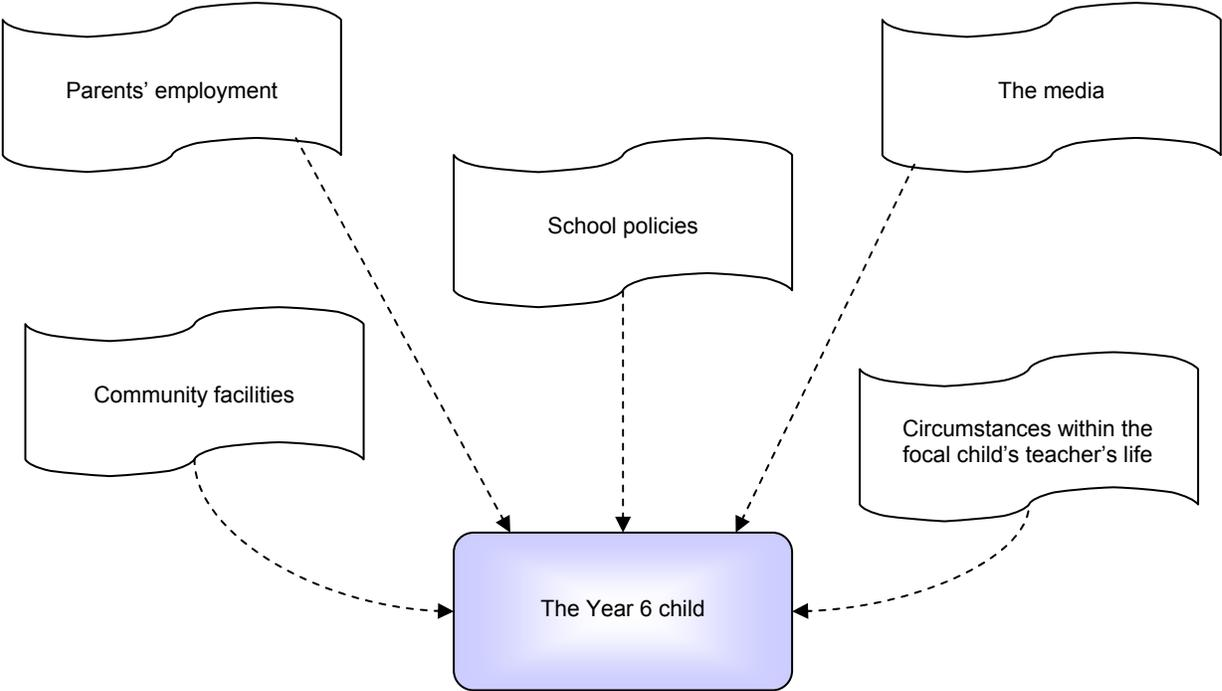 Parents’ employment
The media
School policies
Community facilities
Circumstances within the
focal child’s teacher’s life
The Year 6 child